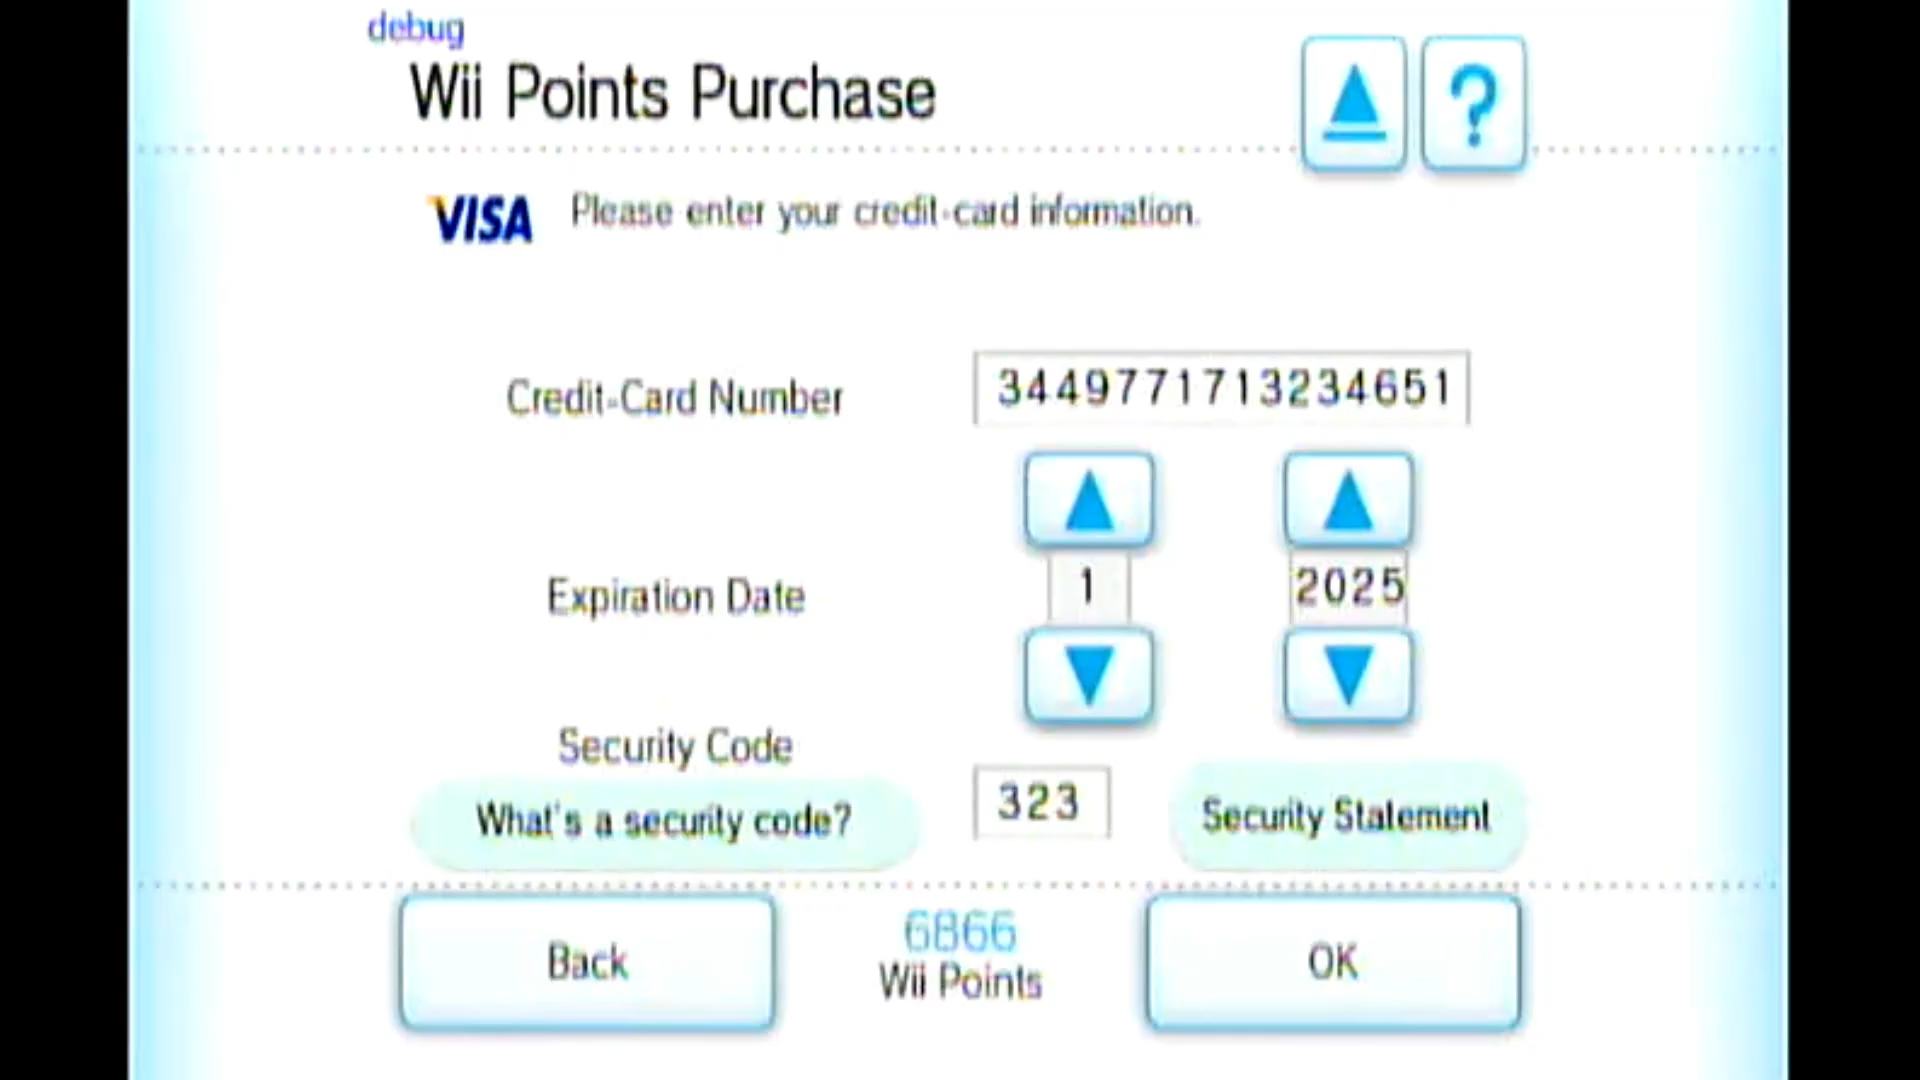 debug
Wii Points Purchase
?
VISA Please enter your credit-card information.
Credit-Card Number 3449771713234651
Expiration Date 1 2025
Security Code
What's a security code? 323 Security Statement
Back 6866 OK
Wii Points